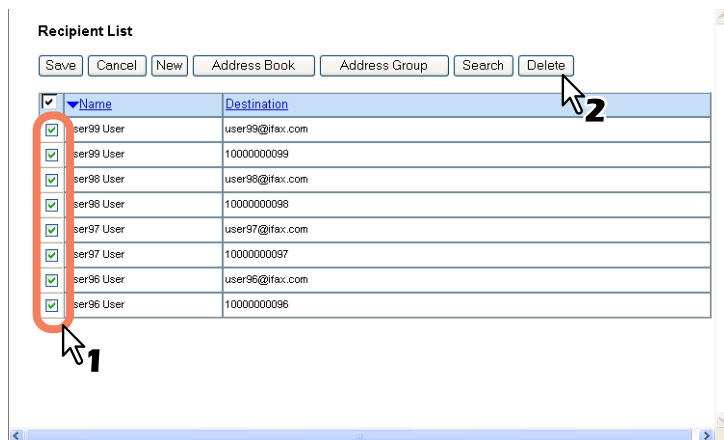 Recipient List
Save Cancel New Address Book Address Group Search Delete
Name Destination
2
ser99 User user99@ifax.com
ser99 User 10000000099
ser98 User user98@ifax.com
ser98 User 10000000098
ser97 User user97@ifax.com
ser97 User 10000000097
ser96 User user96@ifax.com
ser96 User 10000000096
1